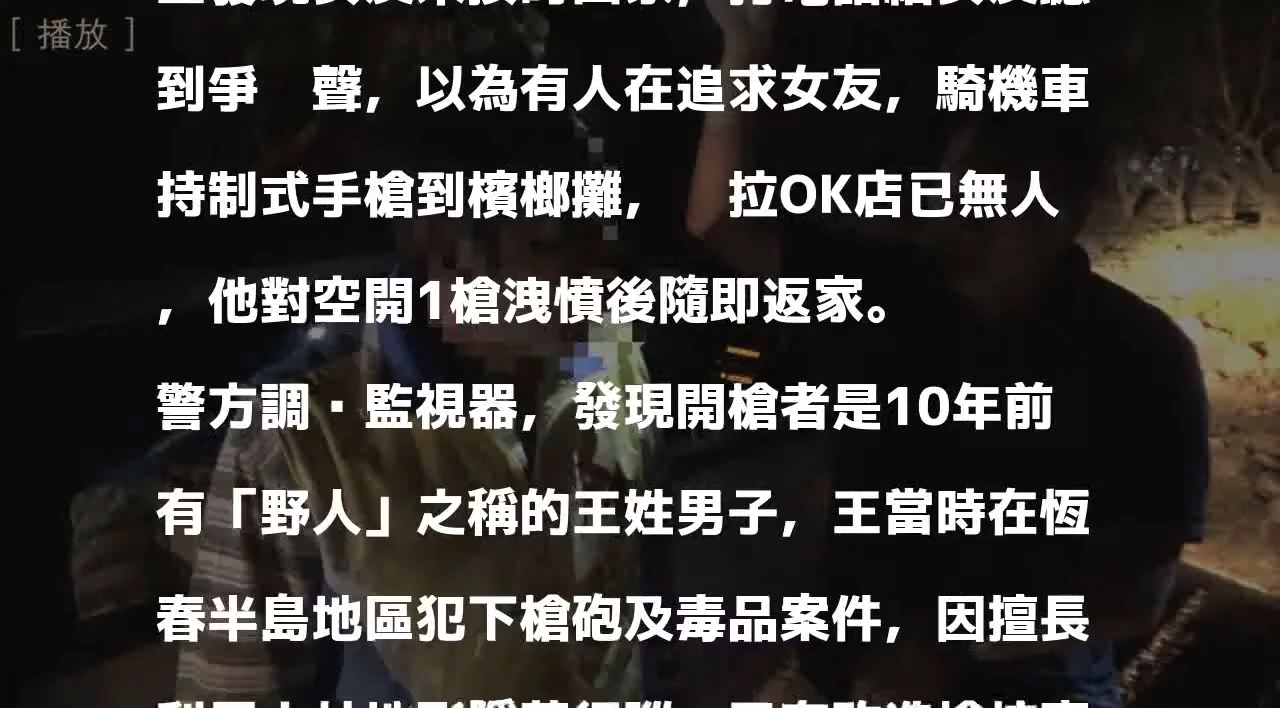 [ 播放 ]
到爭 聲，以為有人在追求女友，騎機車
持制式手槍到檳榔攤， 拉OK店已無人
，他對空開1槍洩憤後隨即返家。
警方調·監視器，發現開槍者是10年前
有「野人」之稱的王姓男子，王當時在恆
春半島地區犯下槍砲及毒品案件，因擅長